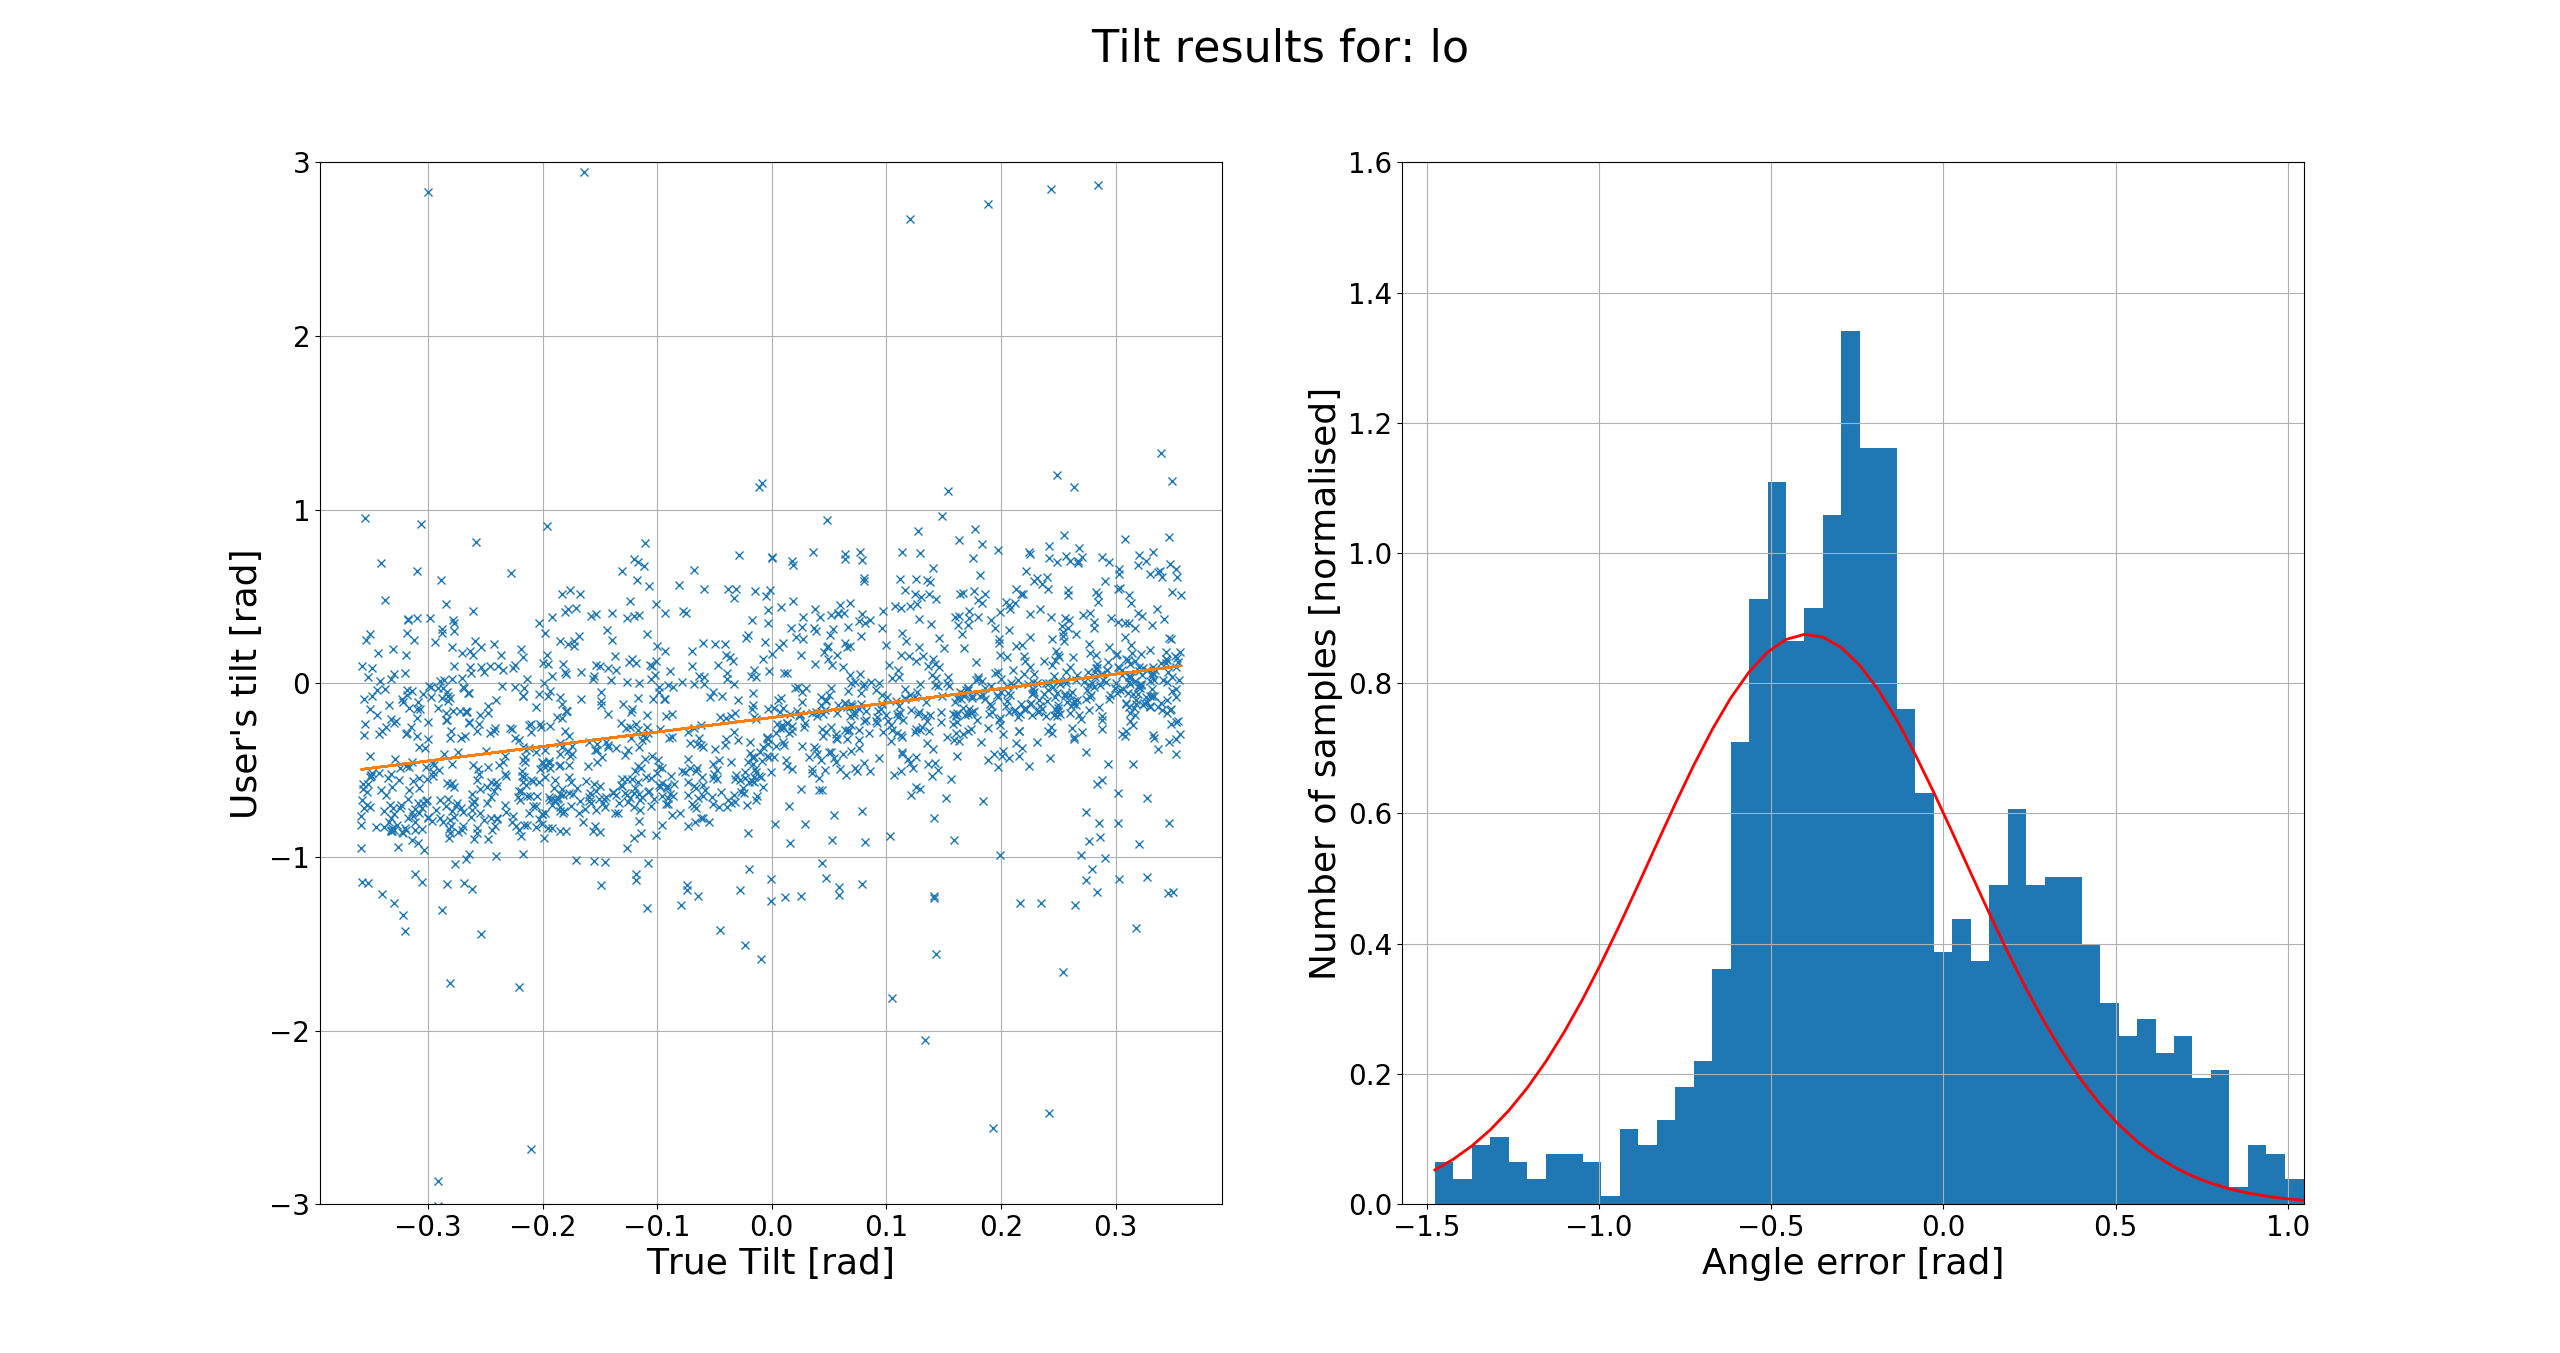 Tilt results for: lo
3
2
1
0
−1
−2
−3
User's tilt [rad]
−0.3 −0.2 −0.1 0.0 0.1 0.2 0.3
True Tilt [rad]
1.6
1.4
1.2
1.0
0.8
0.6
0.4
0.2
0.0
Number of samples [normalised]
−1.5 −1.0 −0.5 0.0 0.5 1.0
Angle error [rad]